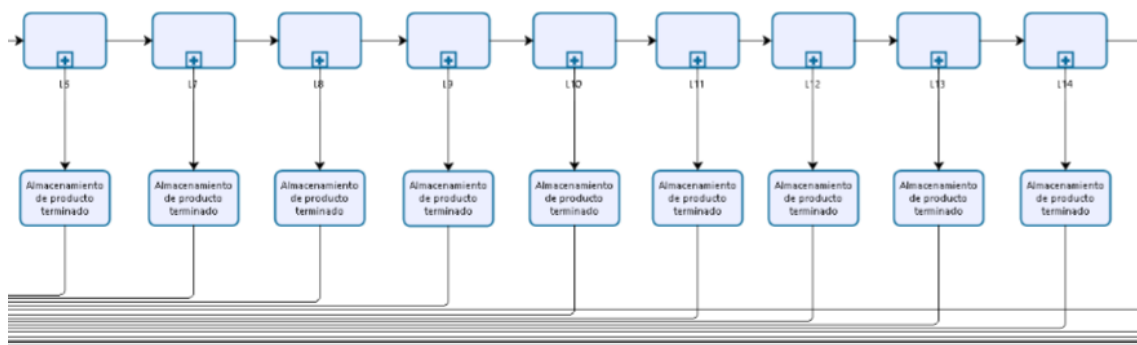 L6
L7
L8
L9
L10
L11
L12
L13
L14
Almacenamiento
de producto
terminado
Almacenamiento
de producto
terminado
Almacenamiento
de producto
terminado
Almacenamiento
de producto
terminado
Almacenamiento
de producto
terminado
Almacenamiento
de producto
terminado
Almacenamiento
de producto
terminado
Almacenamiento
de producto
terminado
Almacenamiento
de producto
terminado